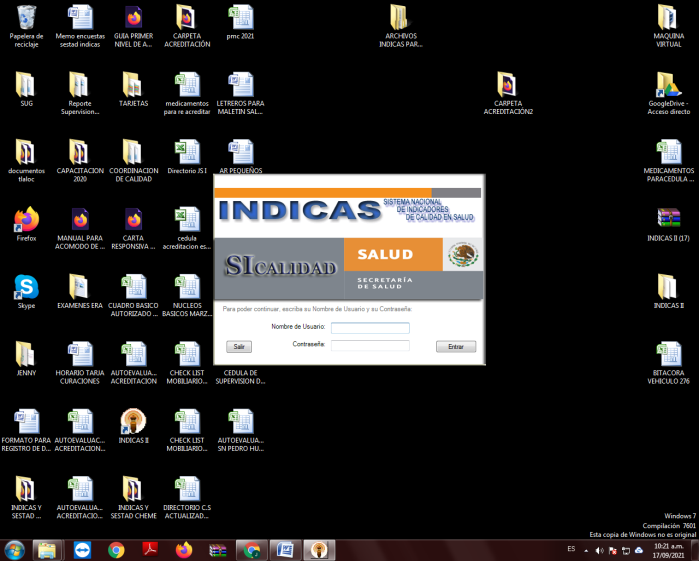 Papelera de
reciclaje
Memo encuestas
sestad indicas
GUIA PRIMER
NIVEL DE A...
CARPETA
ACREDITACIÓN
pmc 2021
ARCHIVOS
INDICAS PAR...
MAQUINA
VIRTUAL
SUG
Reporte
Supervision...
TARJETAS
medicamentos
para re acreditar
LETREROS PARA
MALETIN SAL...
CARPETA
ACREDITACIÓN2
GoogleDrive -
Acceso directo
documentos
tlaloc
CAPACITACION
2020
COORDINACION
DE CALIDAD
Directorio JS I
AR PEQUEÑOS
MEDICAMENTOS
PARACEDULA ...
Firefox
MANUAL PARA
ACOMODO DE ...
CARTA
RESPONSIVA ...
cedula
acreditacion es...
INDICAS II (17)
INDICAS
SISTEMA NACIONAL
DE INDICADORES
DE CALIDAD EN SALUD
SICALIDAD
SALUD
SECRETARÍA
DE SALUD
Para poder continuar, escriba su Nombre de Usuario y su Contraseña:
Nombre de Usuario:
Contraseña:
Salir
Entrar
Skype
EXAMENES ERA
CUADRO BASICO
AUTORIZADO ...
NUCLEOS
BASICOS MARZ...
INDICAS II
JENNY
HORARIO TARJA
CURACIONES
AUTOEVALUA...
ACREDITACION
CHECK LIST
MOBILIARIO...
CEDULA DE
SUPERVISION D...
BITACORA
VEHICULO 276
FORMATO PARA
REGISTRO DE D...
AUTOEVALUAC...
ACREDITACION...
INDICAS II
CHECK LIST
MOBILIARIO...
AUTOEVALUA...
SN PEDRO HU...
INDICAS Y
SESTAD ...
AUTOEVALUA...
ACREDITACIO...
INDICAS Y
SESTAD CHEME
DIRECTORIO C.S
ACTUALIZAD...
Windows 7
Compilación 7601
Esta copia de Windows no es original
ES
10:21 a.m.
17/09/2021